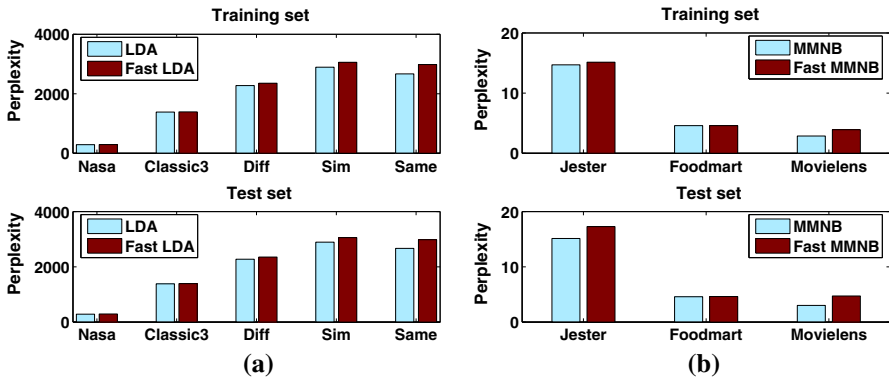 Training set
Perplexity
4000
2000
0
LDA
Fast LDA
Nasa Classic3 Diff Sim Same
Test set
Perplexity
4000
2000
0
LDA
Fast LDA
Nasa Classic3 Diff Sim Same
(a)
Training set
Perplexity
20
15
10
5
0
MMNB
Fast MMNB
Jester Foodmart Movielens
Test set
Perplexity
20
10
0
MMNB
Fast MMNB
Jester Foodmart Movielens
(b)